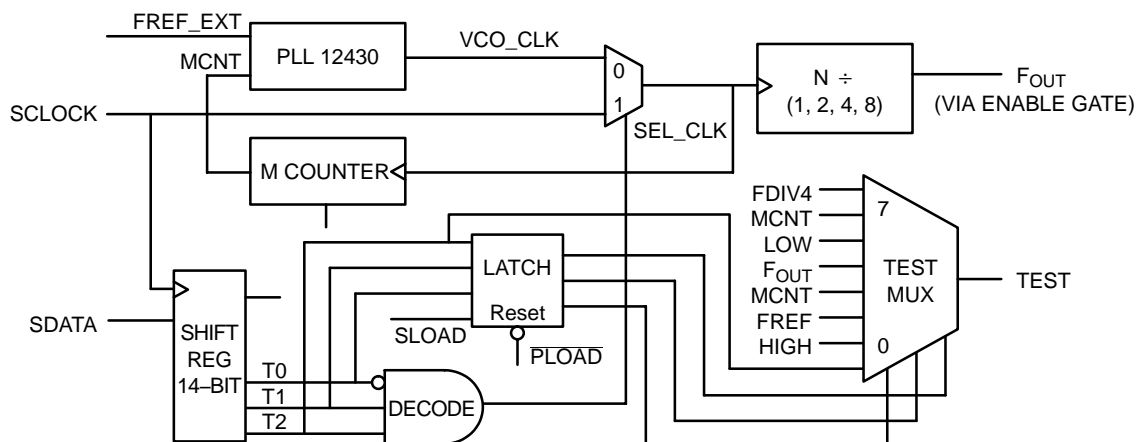 FREF_EXT
MCNT
PLL 12430
VCO_CLK
0
1
N ÷
(1, 2, 4, 8)
FOUT
(VIA ENABLE GATE)
SCLOCK
SEL_CLK
M COUNTER
FDIV4
MCNT
LOW
FOUT
MCNT
FREF
HIGH
7
TEST
MUX
0
TEST
LATCH
Reset
SLOAD
PLOAD
SDATA
SHIFT
REG
14–BIT
T0
T1
T2
DECODE